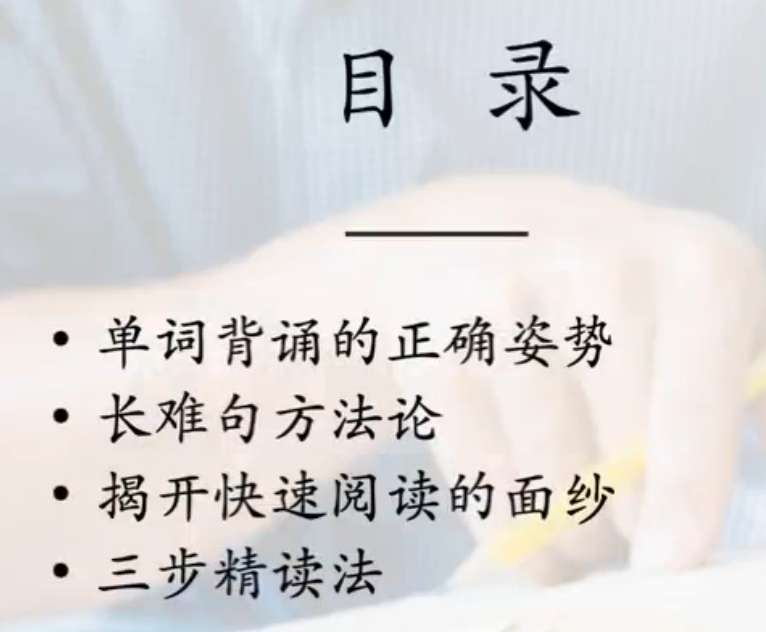 目 录
• 单词背诵的正确姿势
• 长难句方法论
• 揭开快速阅读的面纱
• 三步精读法